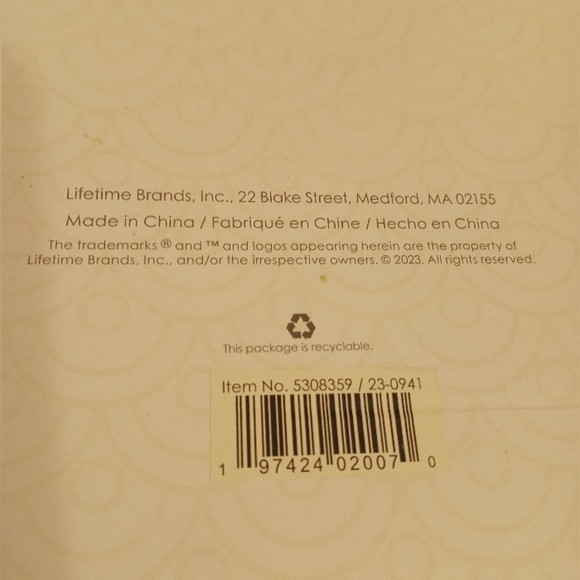 Lifetime Brands, Inc., 22 Blake Street, Medford, MA 02155
Made in China / Fabriqué en Chine / Hecho en China
The trademarks ® and ™ and logos appearing herein are the property of
Lifetime Brands, Inc., and/or the irrespective owners. © 2023. All rights reserved.
This package is recyclable.
Item No. 5308359 / 23-0941
1 97424 02007 0